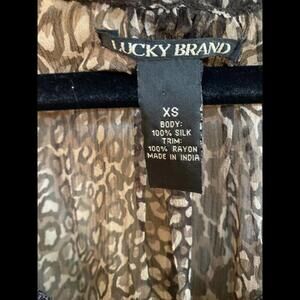 LUCKY BRAND
XS
BODY:
100% SILK
TRIM:
100% RAYON
MADE IN INDIA